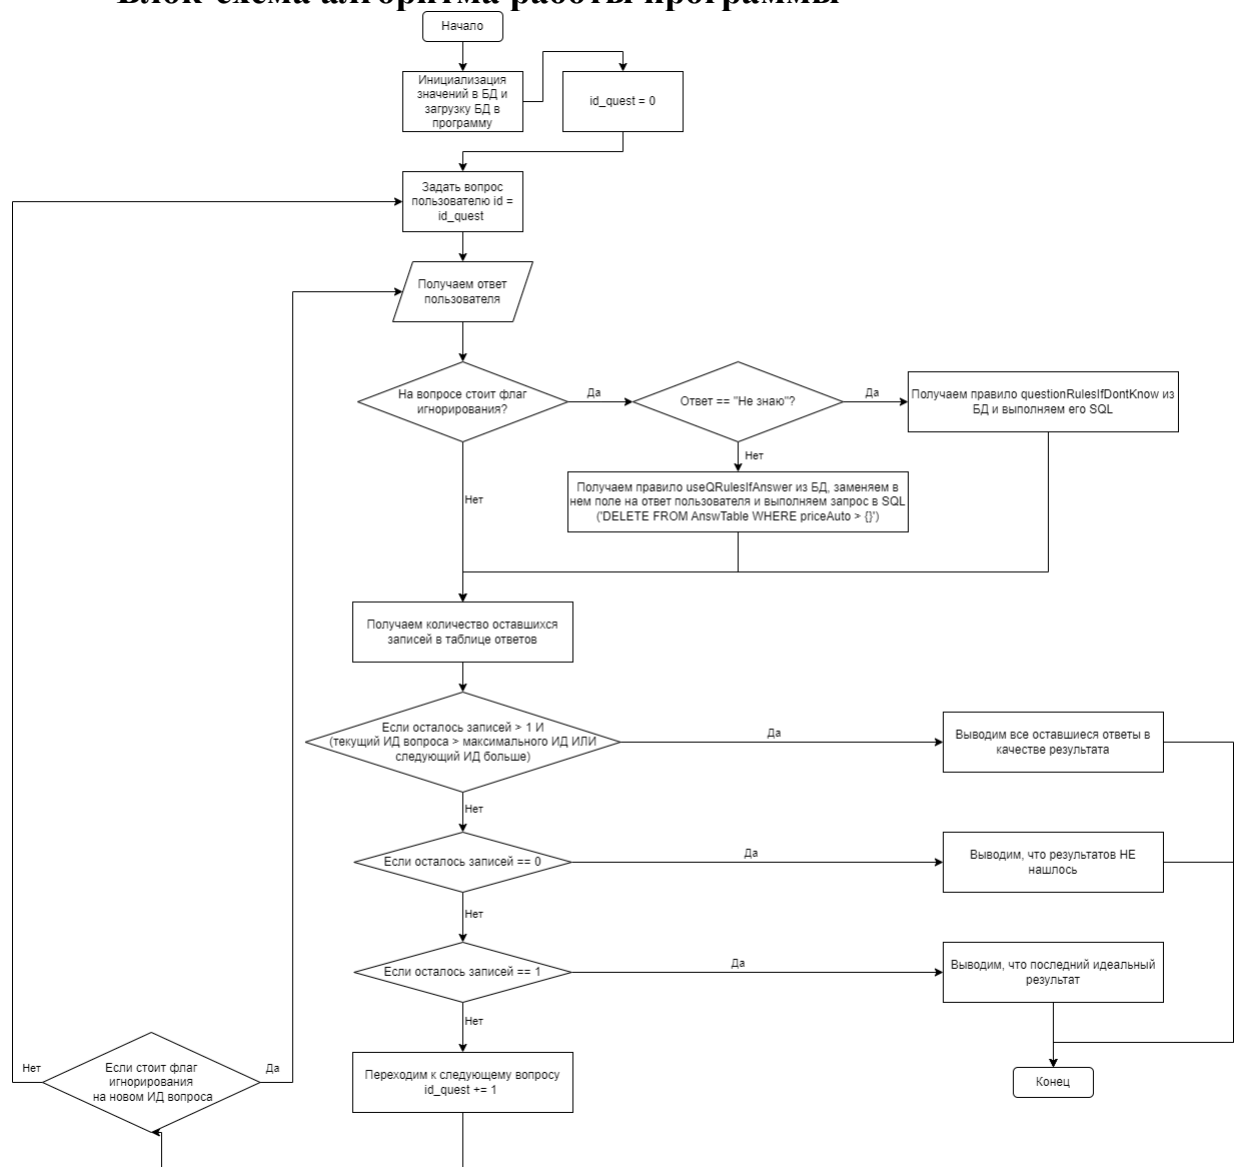 Блок-схема алгоритма работы программы
Начало
Инициализация
значений в БД и
загрузку БД в
программу
id_quest = 0
Задать вопрос
пользователю id =
id_quest
Получаем ответ
пользователя
На вопросе стоит флаг
игнорирования?
Да
Ответ == "Не знаю"?
Да
Получаем правило questionRulesIfDontKnow из
БД и выполняем его SQL
Нет
Получаем правило useQRulesIfAnswer из БД, заменяем в
нем поле на ответ пользователя и выполняем запрос в SQL
('DELETE FROM AnswTable WHERE priceAuto > {}')
Нет
Получаем количество оставшихся
записей в таблице ответов
Если осталось записей > 1 И
(текущий ИД вопроса > максимального ИД ИЛИ
следующий ИД больше)
Да
Выводим все оставшиеся ответы в
качестве результата
Нет
Если осталось записей == 0
Да
Выводим, что результатов НЕ
нашлось
Нет
Если осталось записей == 1
Да
Выводим, что последний идеальный
результат
Нет
Переходим к следующему вопросу
id_quest += 1
Нет
Если стоит флаг
игнорирования
на новом ИД вопроса
Да
Конец